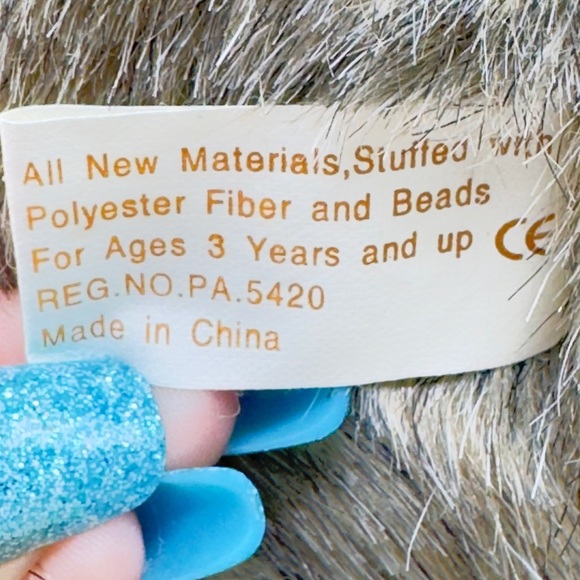 All New Materials,Stuffed with
Polyester Fiber and Beads
For Ages 3 Years and up CE
REG.NO.PA.5420
Made in China